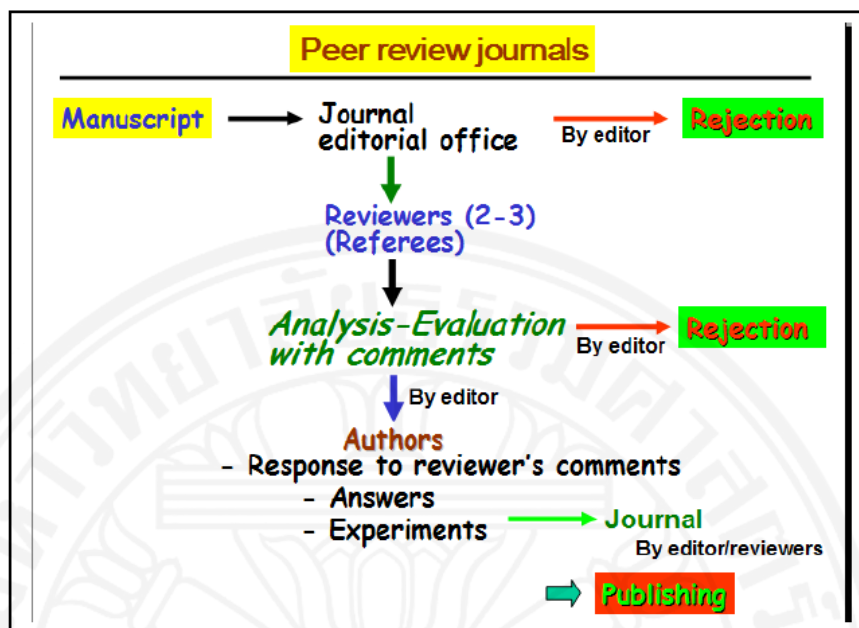 Peer review journals
Manuscript
Journal
editorial office
By editor
Rejection
Reviewers (2-3)
(Referees)
Analysis-Evaluation
with comments
By editor
Rejection
By editor
Authors
- Response to reviewer's comments
- Answers
- Experiments
Journal
By editor/reviewers
Publishing